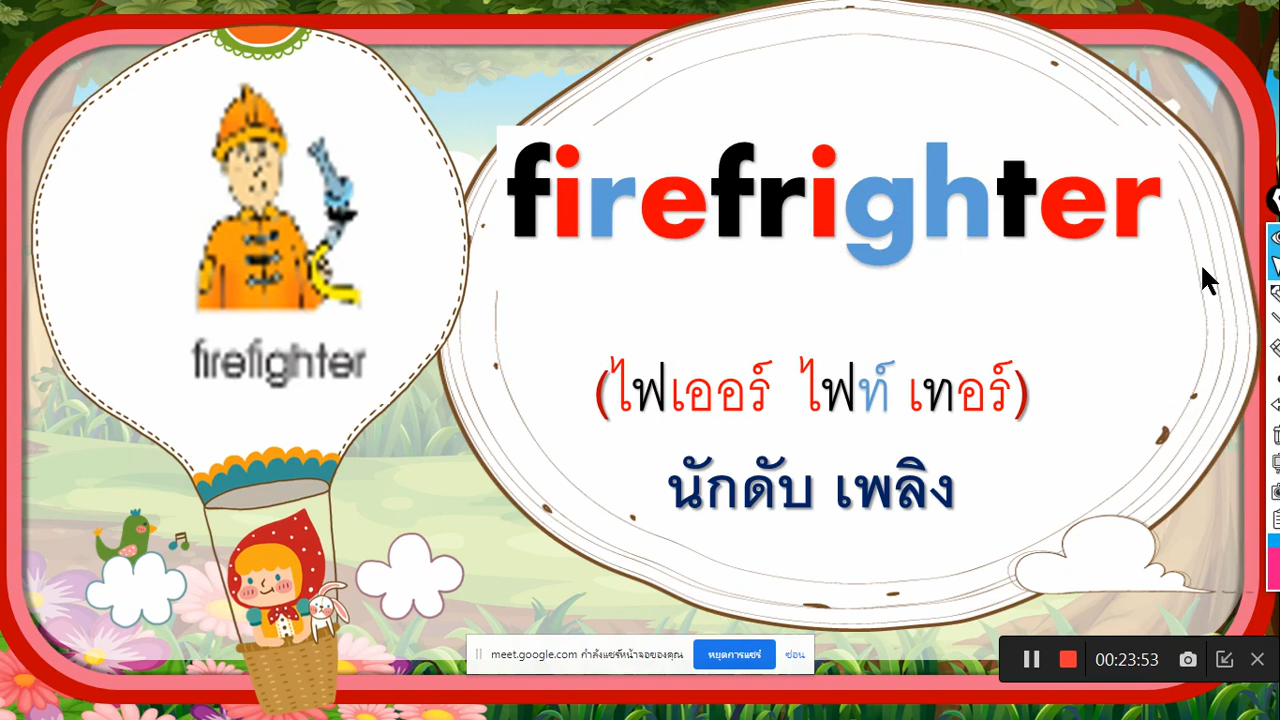 firefrighter
firefighter
(ไฟเออร์ ไฟท์ เทอร์)
นักดับ เพลิง
meet.google.com กำลังแชร์หน้าจอของคุณ หยุดการแชร์ ซ่อน
00:23:53